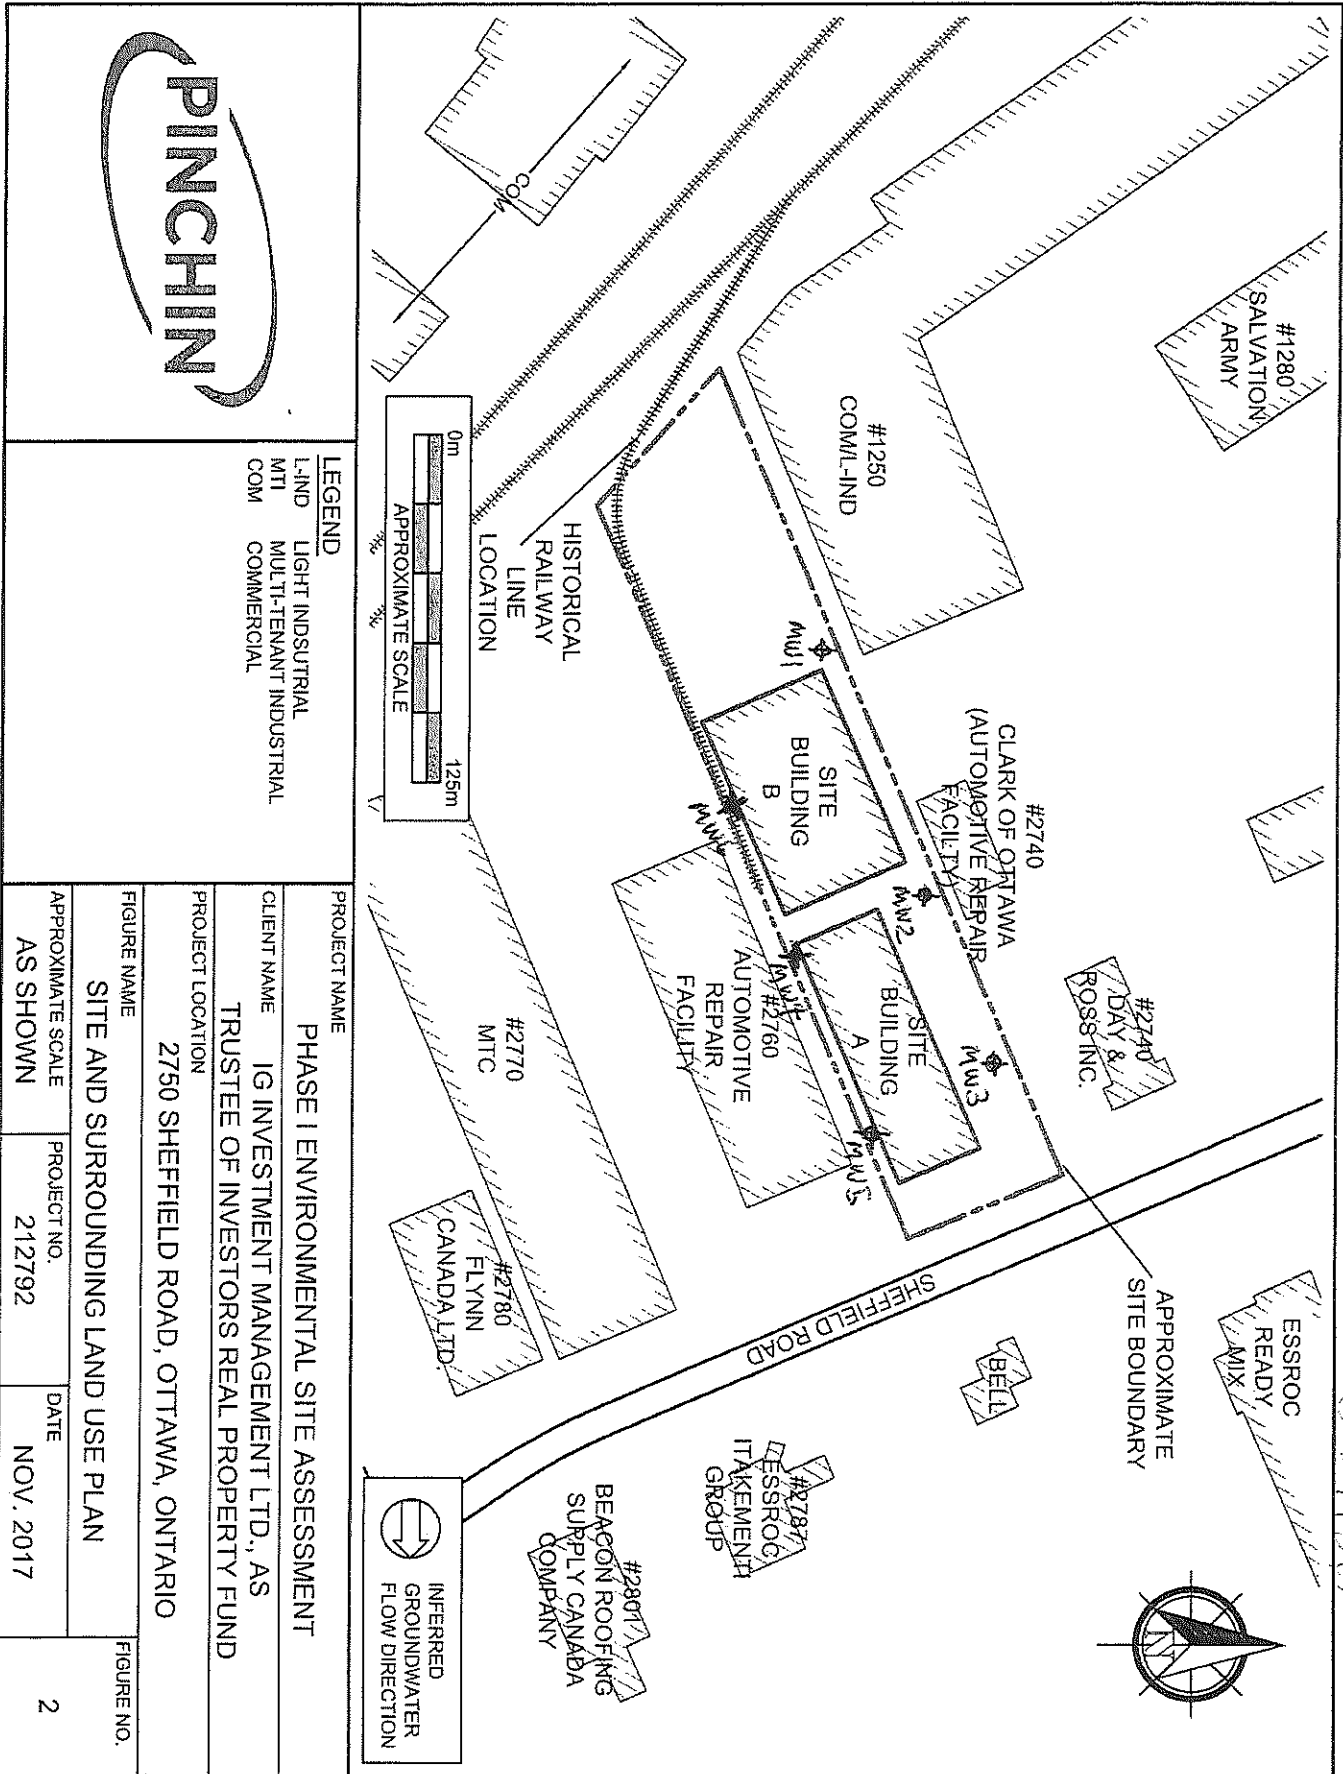 #1280
SALVATION
ARMY
#1250
COM/L-IND
COM
#2740
CLARK OF OTTAWA
(AUTOMOTIVE REPAIR
FACILTY)
#2740
DAY &
ROSS INC.
ESSROC
READY
MIX
APPROXIMATE
SITE BOUNDARY
MW1
MW2
MW3
SITE
BUILDING
B
SITE
BUILDING
A
MW4
MW5
HISTORICAL
RAILWAY
LINE
LOCATION
#2760
AUTOMOTIVE
REPAIR
FACILITY
#2770
MTC
#2780
FLYNN
CANADA LTD.
SHEFFIELD ROAD
BELL
#2787
ESSROC
ITAKEMENTI
GROUP
#2801
BEACON ROOFING
SUPPLY CANADA
COMPANY
N
0m
125m
APPROXIMATE SCALE
INFERRED
GROUNDWATER
FLOW DIRECTION
PINCHIN
LEGEND
L-IND LIGHT INDSUTRIAL
MTI MULTI-TENANT INDUSTRIAL
COM COMMERCIAL
PROJECT NAME
PHASE I ENVIRONMENTAL SITE ASSESSMENT
CLIENT NAME
IG INVESTMENT MANAGEMENT LTD., AS
TRUSTEE OF INVESTORS REAL PROPERTY FUND
PROJECT LOCATION
2750 SHEFFIELD ROAD, OTTAWA, ONTARIO
FIGURE NAME
SITE AND SURROUNDING LAND USE PLAN
FIGURE NO.
2
APPROXIMATE SCALE
AS SHOWN
PROJECT NO.
212792
DATE
NOV. 2017